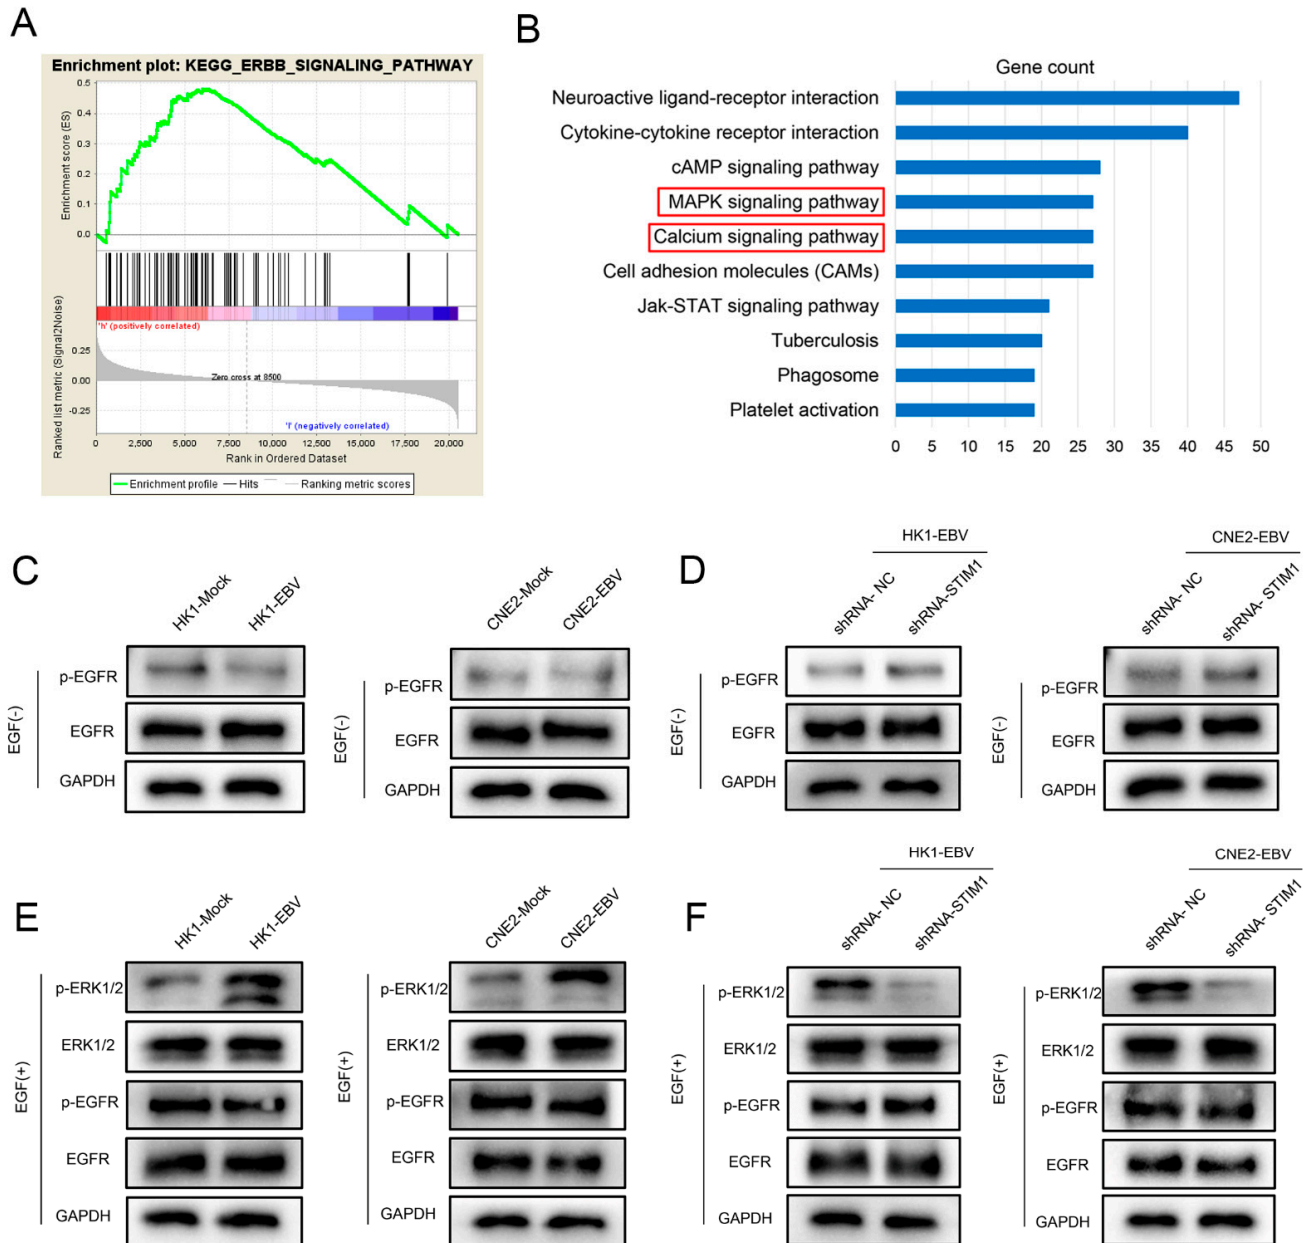 A
Enrichment plot: KEGG_ERBB_SIGNALING_PATHWAY
Enrichment score (ES)
0.5
0.4
0.3
0.2
0.1
0.0
'h' (positively correlated)
Ranked list metric (Signal2Noise)
0.25
0.00
-0.25
Zero cross at 8500
'l' (negatively correlated)
0 2,500 5,000 7,500 10,000 12,500 15,000 17,500 20,000
Rank in Ordered Dataset
Enrichment profile Hits Ranking metric scores
B
Gene count
Neuroactive ligand-receptor interaction
Cytokine-cytokine receptor interaction
cAMP signaling pathway
MAPK signaling pathway
Calcium signaling pathway
Cell adhesion molecules (CAMs)
Jak-STAT signaling pathway
Tuberculosis
Phagosome
Platelet activation
0 5 10 15 20 25 30 35 40 45 50
C
HK1-Mock HK1-EBV
EGF(-)
p-EGFR
EGFR
GAPDH
CNE2-Mock CNE2-EBV
EGF(-)
p-EGFR
EGFR
GAPDH
D
HK1-EBV
shRNA- NC shRNA-STIM1
EGF(-)
p-EGFR
EGFR
GAPDH
CNE2-EBV
shRNA- NC shRNA- STIM1
EGF(-)
p-EGFR
EGFR
GAPDH
E
HK1-Mock HK1-EBV
EGF(+)
p-ERK1/2
ERK1/2
p-EGFR
EGFR
GAPDH
CNE2-Mock CNE2-EBV
EGF(+)
p-ERK1/2
ERK1/2
p-EGFR
EGFR
GAPDH
F
HK1-EBV
shRNA- NC shRNA-STIM1
EGF(+)
p-ERK1/2
ERK1/2
p-EGFR
EGFR
GAPDH
CNE2-EBV
shRNA- NC shRNA- STIM1
EGF(+)
p-ERK1/2
ERK1/2
p-EGFR
EGFR
GAPDH